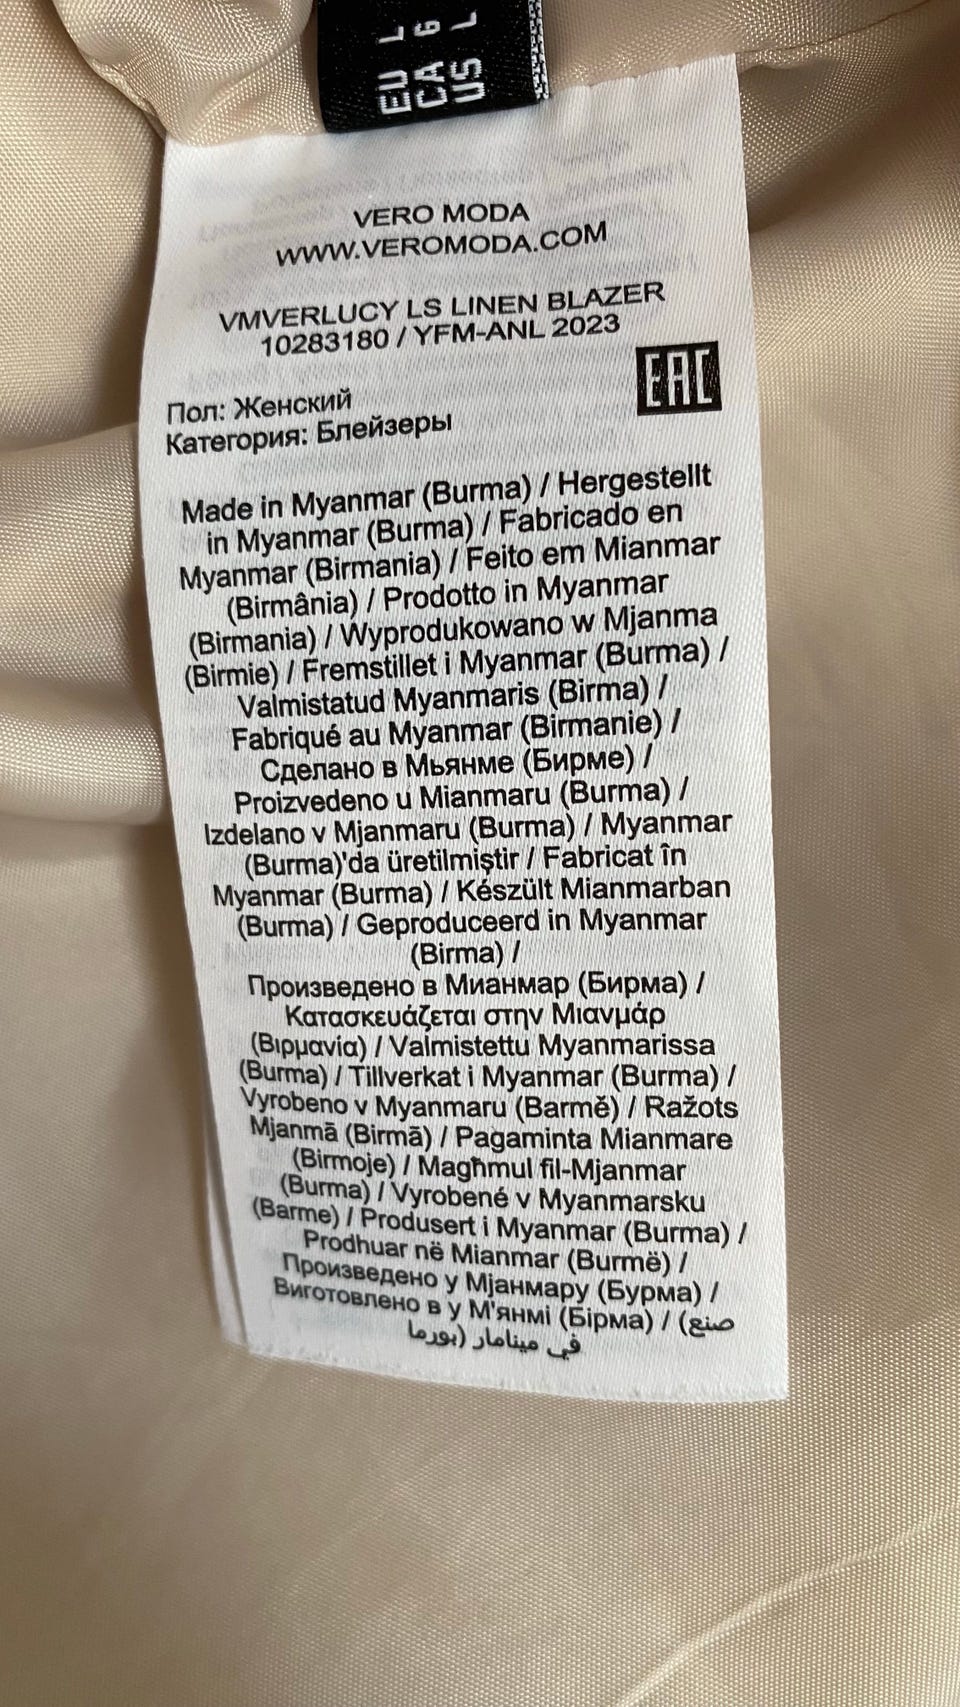 EU L
CA G
US L
VERO MODA
WWW.VEROMODA.COM
VMVERLUCY LS LINEN BLAZER
10283180 / YFM-ANL 2023
EAC
Пол: Женский
Категория: Блейзеры
Made in Myanmar (Burma) / Hergestellt
in Myanmar (Burma) / Fabricado en
Myanmar (Birmania) / Feito em Mianmar
(Birmânia) / Prodotto in Myanmar
(Birmania) / Wyprodukowano w Mjanma
(Birmie) / Fremstillet i Myanmar (Burma) /
Valmistatud Myanmaris (Birma) /
Fabriqué au Myanmar (Birmanie) /
Сделано в Мьянме (Бирме) /
Proizvedeno u Mianmaru (Burma) /
Izdelano v Mjanmaru (Burma) / Myanmar
(Burma)'da üretilmiştir / Fabricat în
Myanmar (Burma) / Készült Mianmarban
(Burma) / Geproduceerd in Myanmar
(Birma) /
Произведено в Мианмар (Бирма) /
Κατασκευάζεται στην Μιανμάρ
(Βιρμανία) / Valmistettu Myanmarissa
(Burma) / Tillverkat i Myanmar (Burma) /
Vyrobeno v Myanmaru (Barmě) / Ražots
Mjanmā (Birmā) / Pagaminta Mianmare
(Birmoje) / Magħmul fil-Mjanmar
(Burma) / Vyrobené v Myanmarsku
(Barme) / Produsert i Myanmar (Burma) /
Prodhuar në Mianmar (Burmë) /
Произведено у Мјанмару (Бурма) /
Виготовлено в у М'янмі (Бірма) / (صنع
في مينامار (بورما